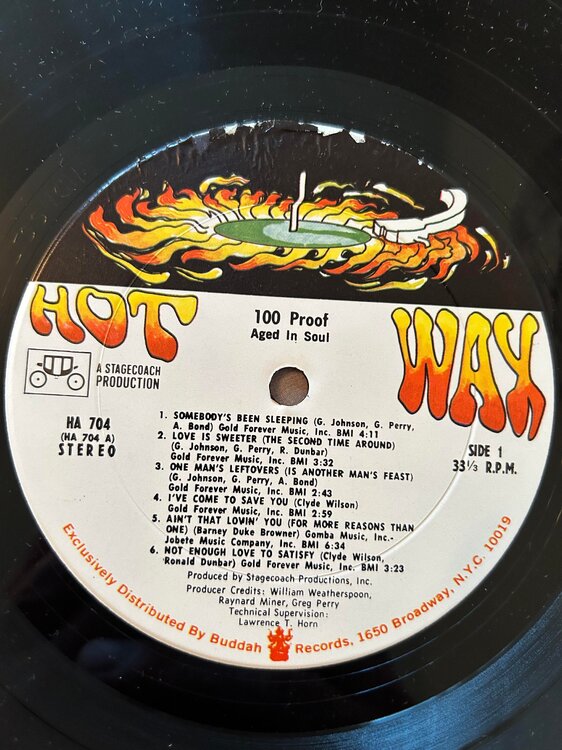 HOT WAX
100 Proof
Aged In Soul
A STAGECOACH
PRODUCTION
HA 704
(HA 704 A)
STEREO
SIDE 1
33⅓ R.P.M.
1. SOMEBODY'S BEEN SLEEPING (G. Johnson, G. Perry,
A. Bond) Gold Forever Music, Inc. BMI 4:11
2. LOVE IS SWEETER (THE SECOND TIME AROUND)
(G. Johnson, G. Perry, R. Dunbar)
Gold Forever Music, Inc. BMI 3:32
3. ONE MAN'S LEFTOVERS (IS ANOTHER MAN'S FEAST)
(G. Johnson, G. Perry, A. Bond)
Gold Forever Music, Inc. BMI 2:43
4. I'VE COME TO SAVE YOU (Clyde Wilson)
Gold Forever Music, Inc. BMI 2:59
5. AIN'T THAT LOVIN' YOU (FOR MORE REASONS THAN
ONE) (Barney Duke Browner) Gomba Music, Inc.-
Jobete Music Company, Inc. BMI 6:34
6. NOT ENOUGH LOVE TO SATISFY (Clyde Wilson,
Ronald Dunbar) Gold Forever Music, Inc. BMI 3:23
Produced by Stagecoach Productions, Inc.
Producer Credits: William Weatherspoon,
Raynard Miner, Greg Perry
Technical Supervision:
Lawrence T. Horn
Exclusively Distributed By Buddah Records, 1650 Broadway, N.Y.C. 10019